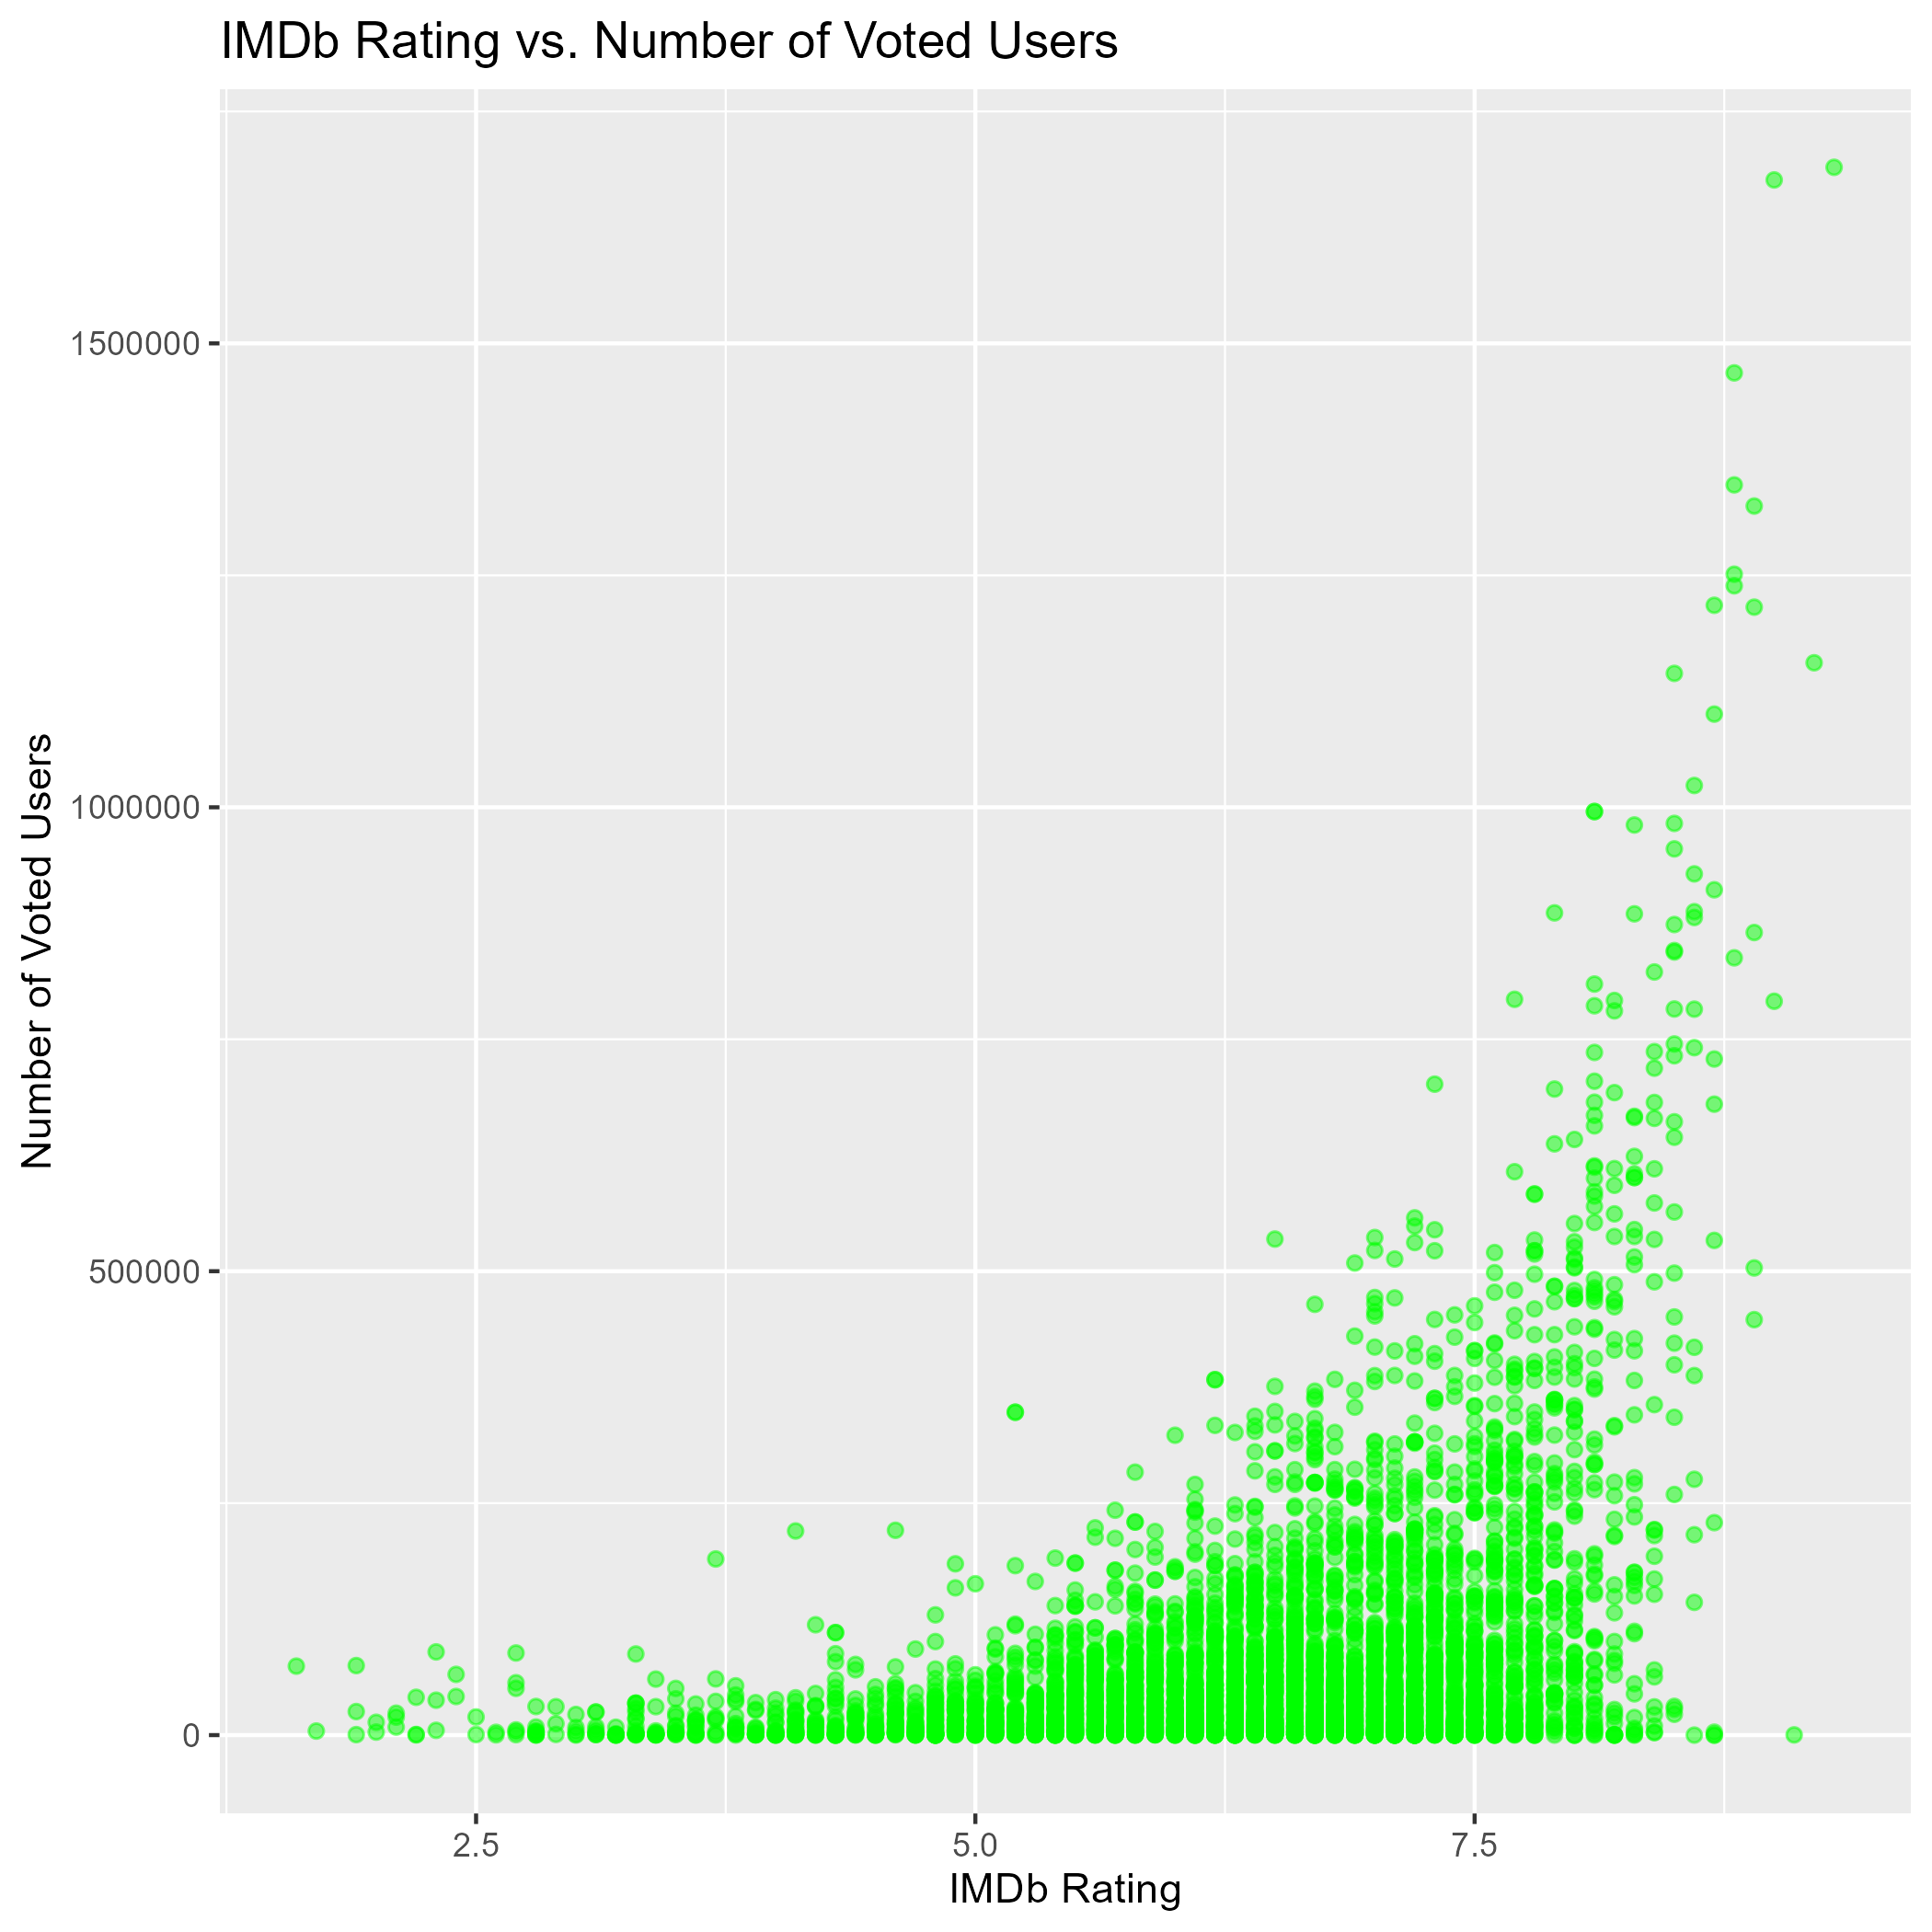 IMDb Rating vs. Number of Voted Users
Number of Voted Users
1500000
1000000
500000
0
2.5 5.0 7.5
IMDb Rating